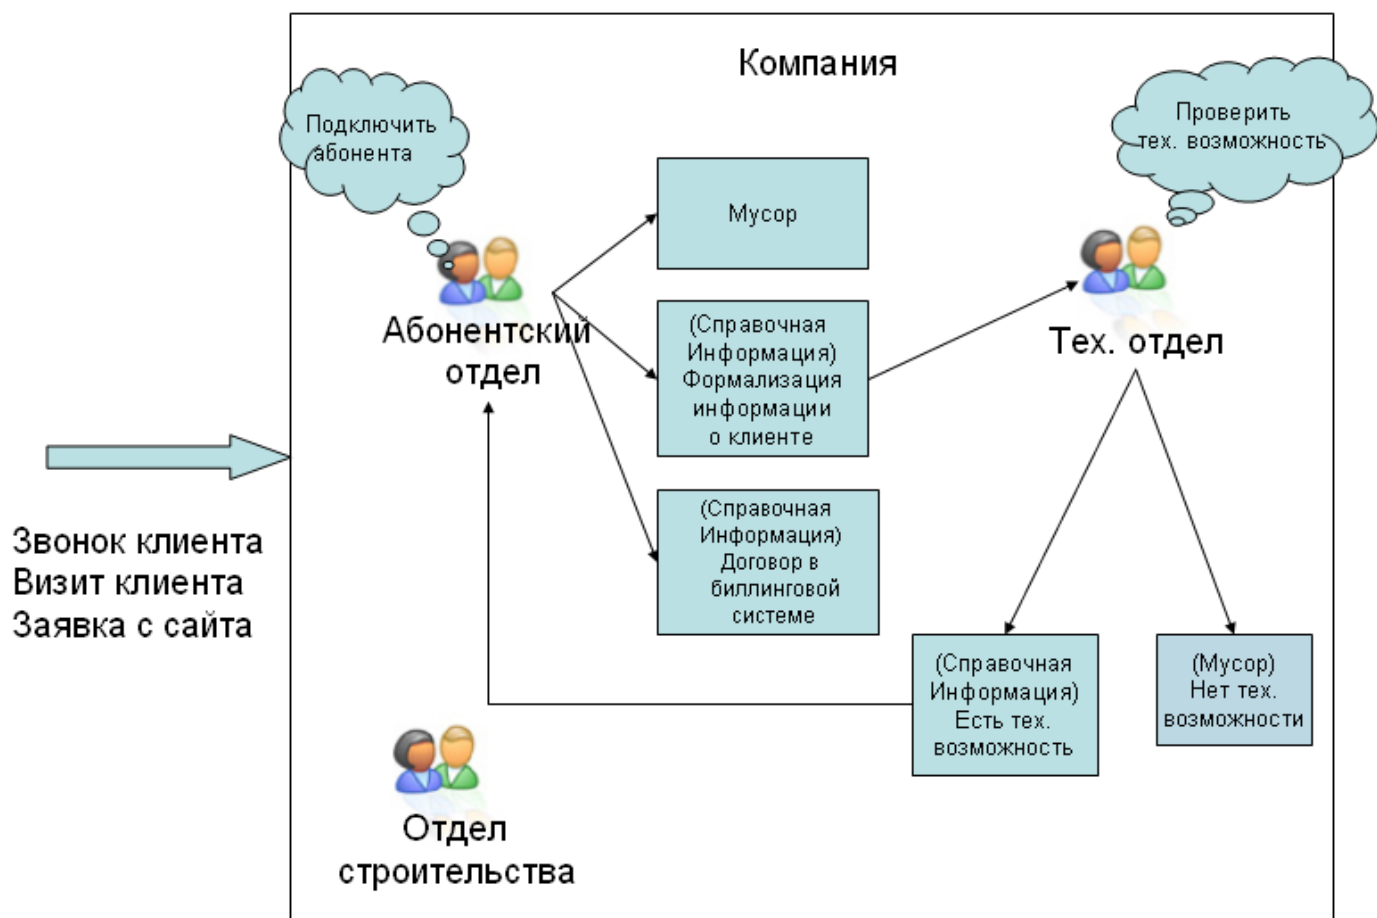 Компания
Подключить
абонента
Проверить
тех. возможность
Мусор
Абонентский
отдел
(Справочная
Информация)
Формализация
информации
о клиенте
Тех. отдел
Звонок клиента
Визит клиента
Заявка с сайта
(Справочная
Информация)
Договор в
биллинговой
системе
(Справочная
Информация)
Есть тех.
возможность
(Мусор)
Нет тех.
возможности
Отдел
строительства